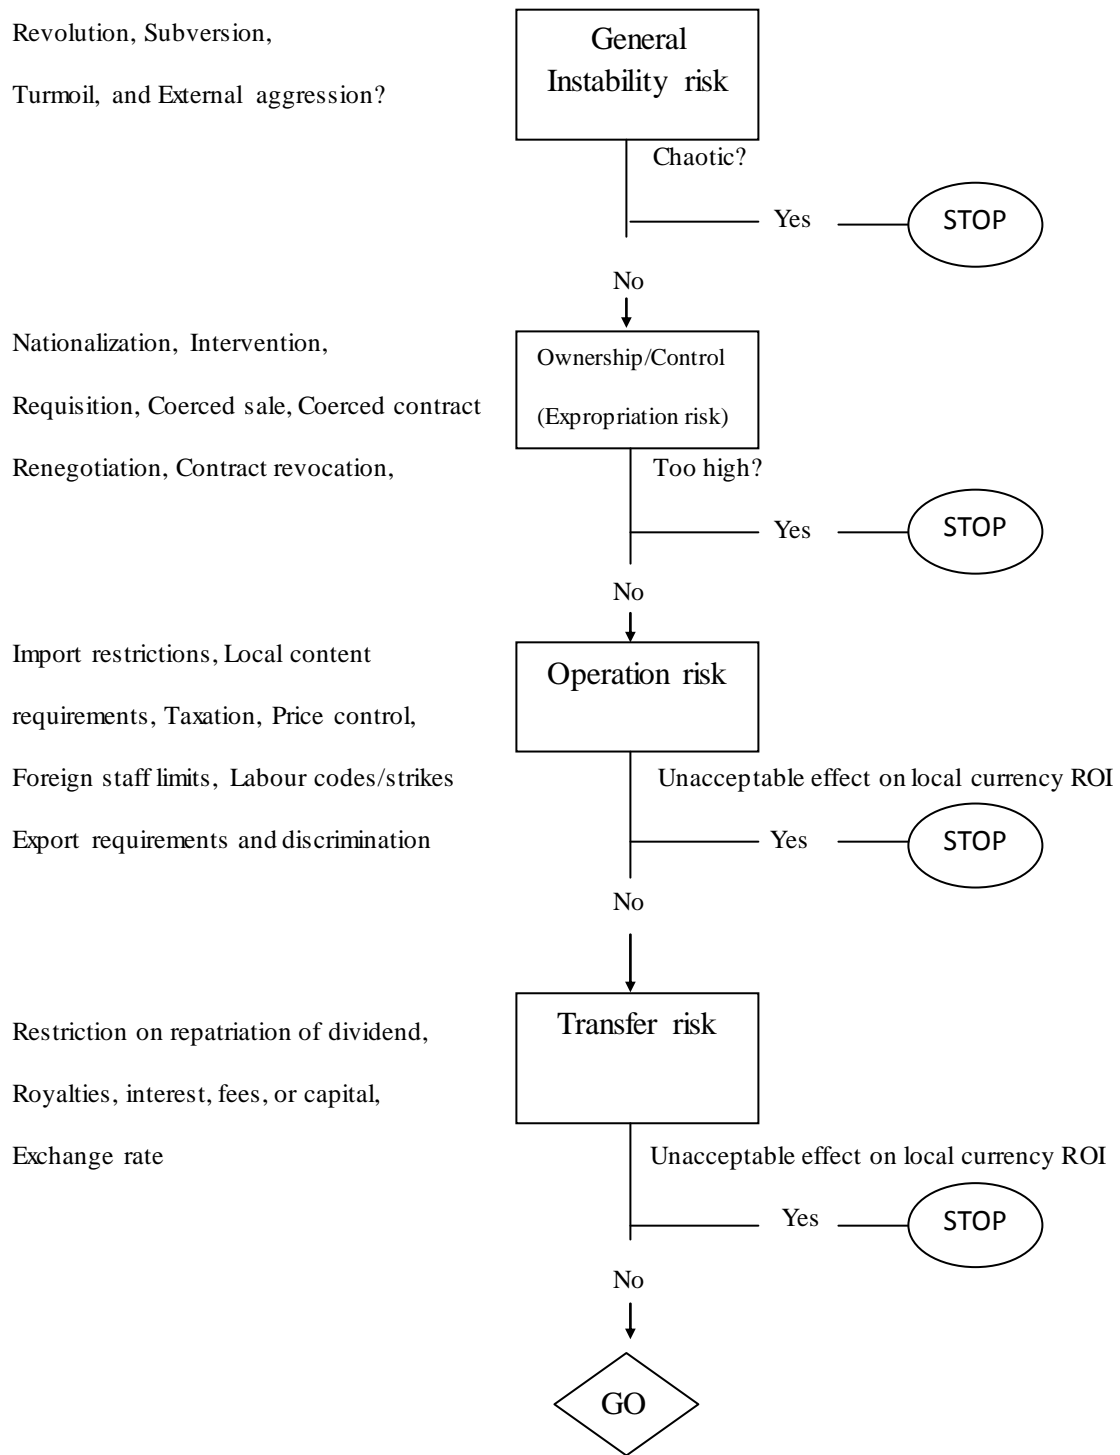 Revolution, Subversion,
Turmoil, and External aggression?
General
Instability risk
Chaotic?
Yes
STOP
No
Nationalization, Intervention,
Requisition, Coerced sale, Coerced contract
Renegotiation, Contract revocation,
Ownership/Control
(Expropriation risk)
Too high?
Yes
STOP
No
Import restrictions, Local content
requirements, Taxation, Price control,
Foreign staff limits, Labour codes/strikes
Export requirements and discrimination
Operation risk
Unacceptable effect on local currency ROI
Yes
STOP
No
Restriction on repatriation of dividend,
Royalties, interest, fees, or capital,
Exchange rate
Transfer risk
Unacceptable effect on local currency ROI
Yes
STOP
No
GO